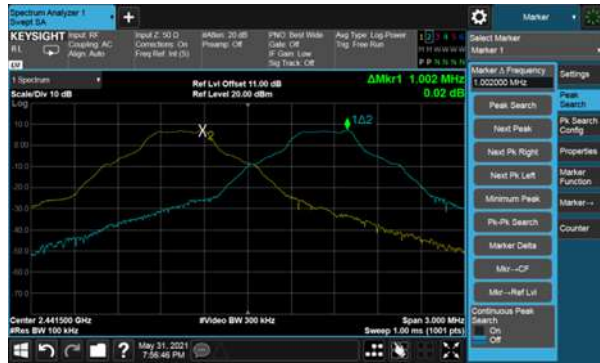 Spectrum Analyzer 1
Swept SA
Marker
KEYSIGHT
Input: RF
Input Z: 50 Ω
#Atten: 20 dB
PNO: Best Wide
Avg Type: Log-Power
Select Marker
Marker 1
R L
Coupling: AC
Corrections: On
Preamp: Off
Gate: Off
Trig: Free Run
Align: Auto
Freq Ref: Int (S)
IF Gain: Low
Sig Track: Off
P P N N N N
1 Spectrum
Scale/Div 10 dB
Log
Ref Lvl Offset 11.00 dB
Ref Level 20.00 dBm
ΔMkr1 1.002 MHz
0.02 dB
10.0
0.00
X2
1Δ2
Center 2.441500 GHz
#Res BW 100 kHz
#Video BW 300 kHz
Span 3.000 MHz
Sweep 1.00 ms (1001 pts)
Marker Δ Frequency
1.002000 MHz
Peak Search
Next Peak
Next Pk Right
Next Pk Left
Minimum Peak
Pk-Pk Search
Marker Delta
Mkr→CF
Mkr→Ref Lvl
Continuous Peak
Search
On
Off
Settings
Peak
Search
Pk Search
Config
Properties
Marker
Function
Marker→
Counter
May 31, 2021
7:56:46 PM